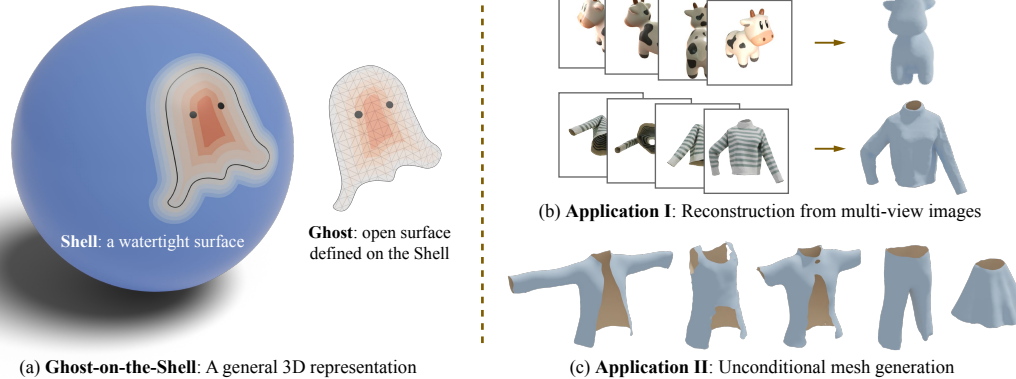 Shell: a watertight surface
Ghost: open surface
defined on the Shell
(a) Ghost-on-the-Shell: A general 3D representation
(b) Application I: Reconstruction from multi-view images
(c) Application II: Unconditional mesh generation